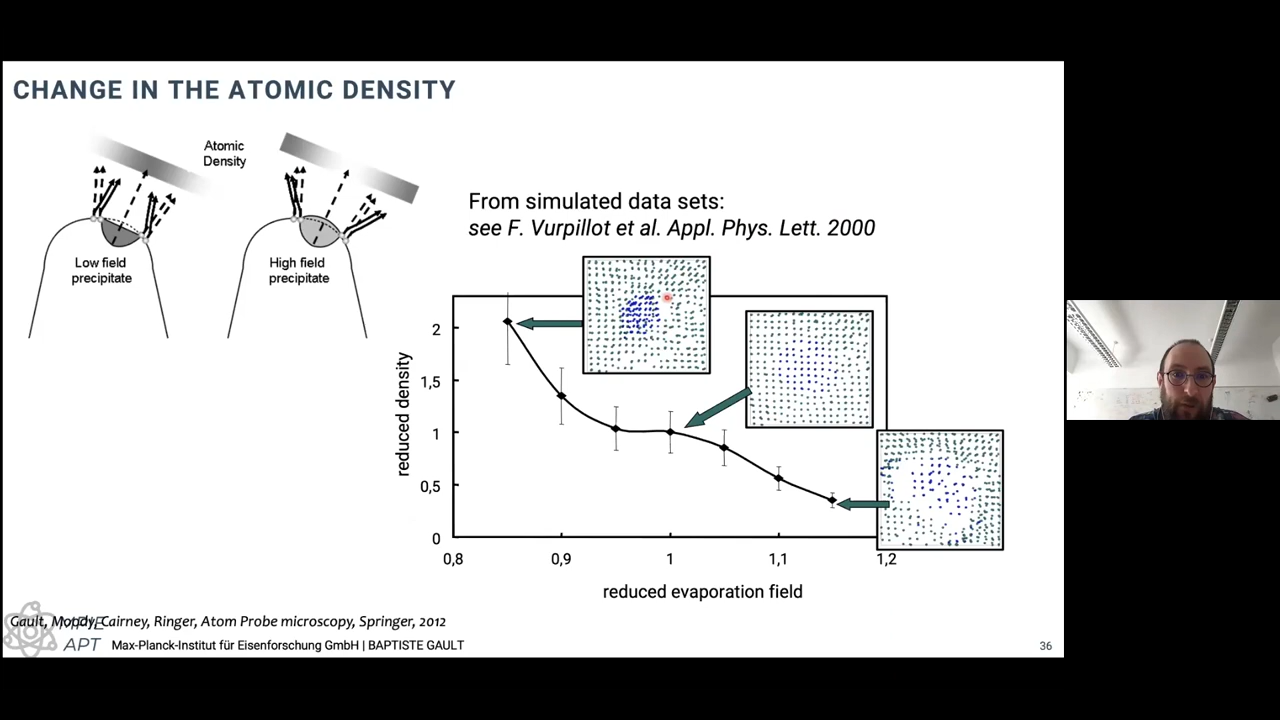 CHANGE IN THE ATOMIC DENSITY
Atomic
Density
Low field
precipitate
High field
precipitate
From simulated data sets:
see F. Vurpillot et al. Appl. Phys. Lett. 2000
reduced density
2
1,5
1
0,5
0
0,8
0,9
1
1,1
1,2
reduced evaporation field
Gault, Moody, Cairney, Ringer, Atom Probe microscopy, Springer, 2012
MPIE
APT
Max-Planck-Institut für Eisenforschung GmbH | BAPTISTE GAULT
36